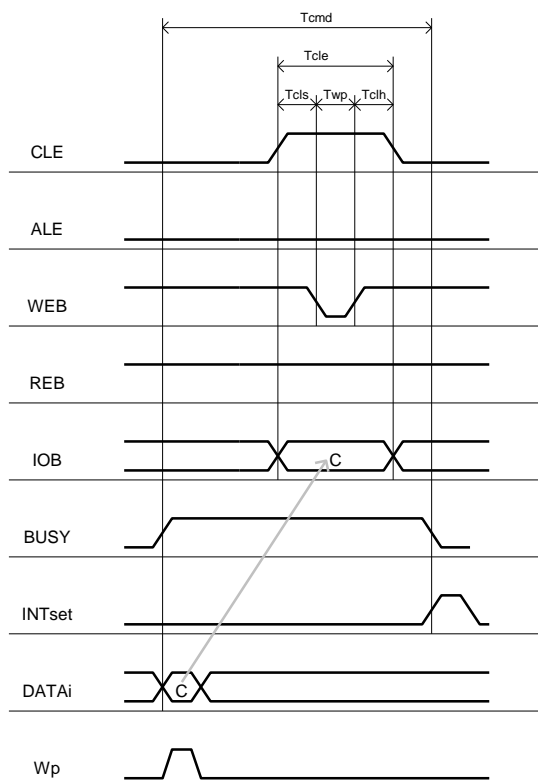 Tcmd
Tcle
Tcls Twp Tclh
CLE
ALE
WEB
REB
IOB C
BUSY
INTset
DATAi C
Wp